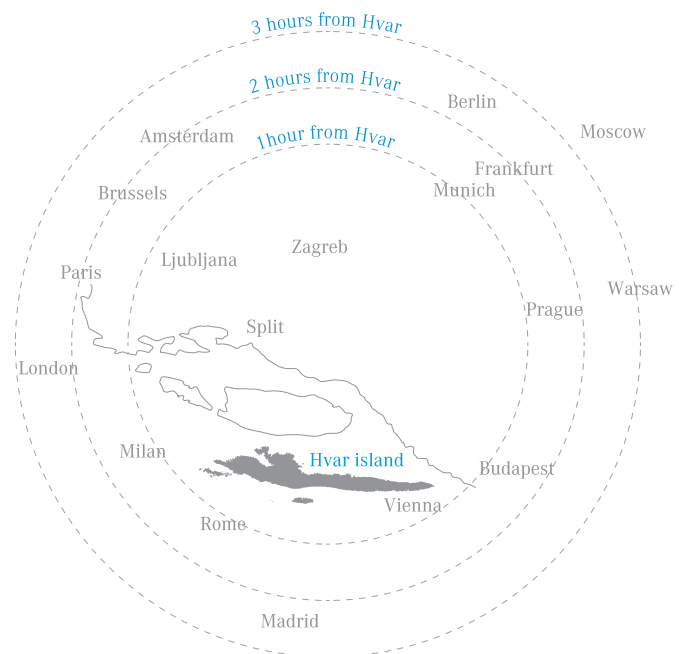 3 hours from Hvar
2 hours from Hvar
Berlin
Moscow
Amsterdam
1hour from Hvar
Frankfurt
Munich
Brussels
Zagreb
Ljubljana
Paris
Warsaw
Prague
Split
London
Milan
Hvar island
Budapest
Vienna
Rome
Madrid